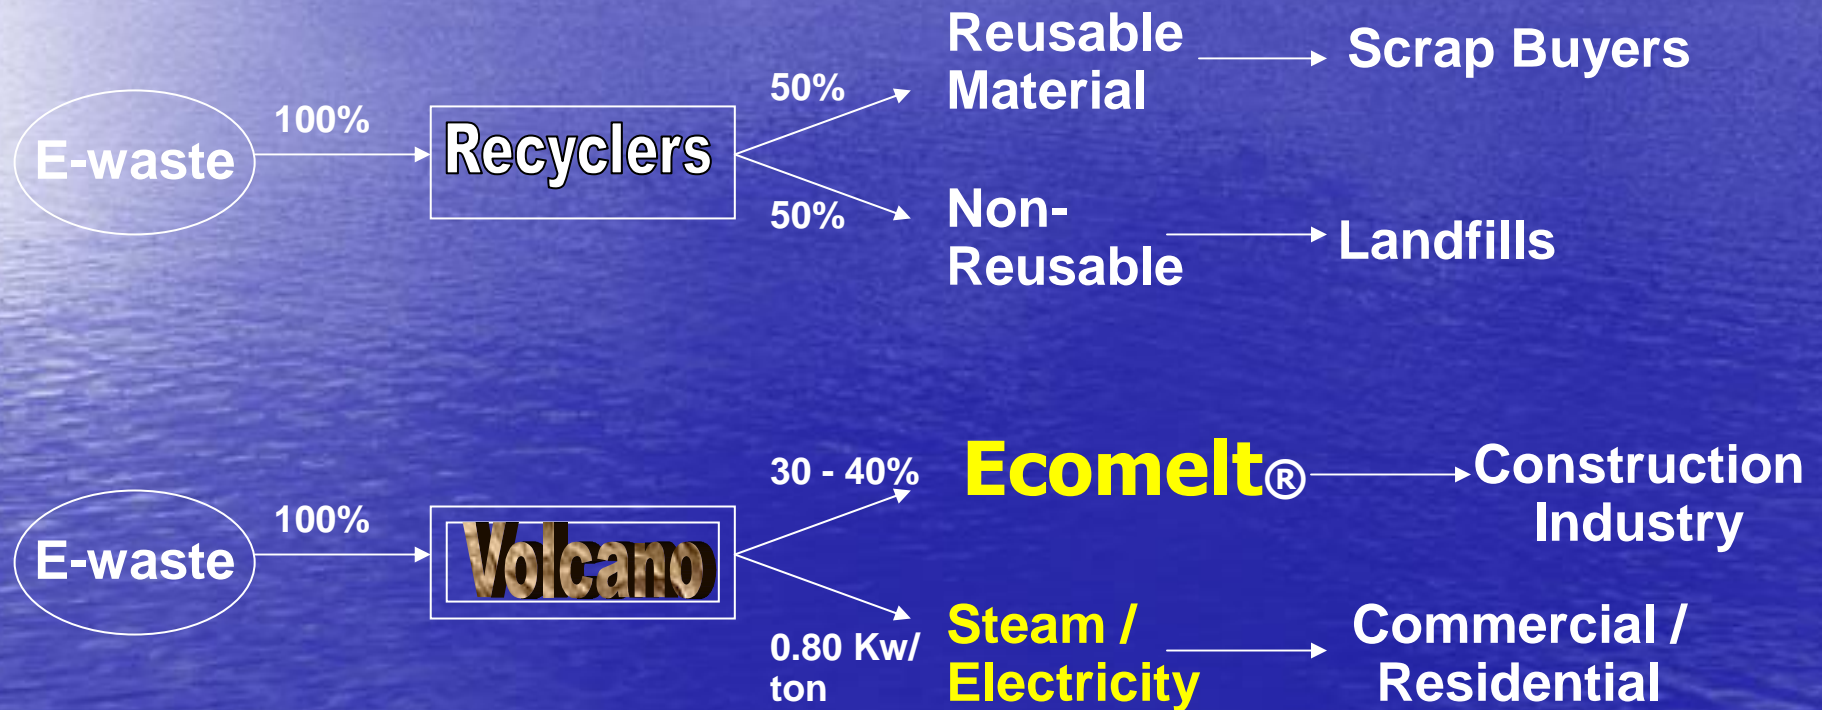 E-waste
100%
Recyclers
50%
Reusable
Material
Scrap Buyers
50%
Non-
Reusable
Landfills
E-waste
100%
Volcano
30 - 40%
Ecomelt®
Construction
Industry
0.80 Kw/
ton
Steam /
Electricity
Commercial /
Residential